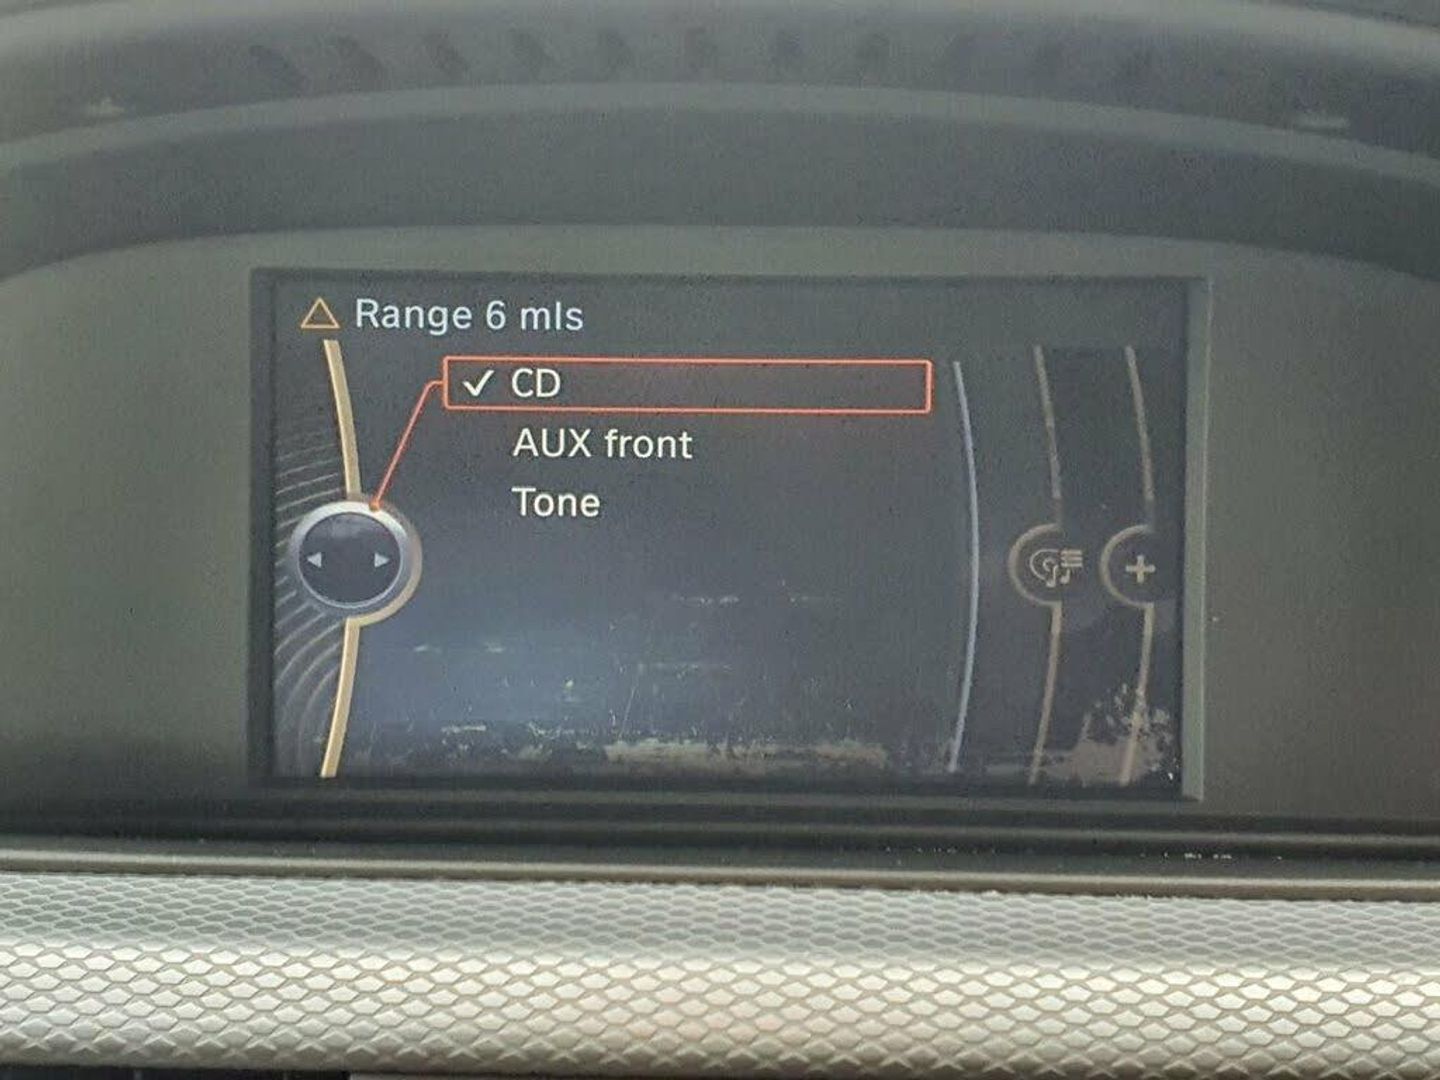 Range 6 mls
✓ CD
AUX front
Tone